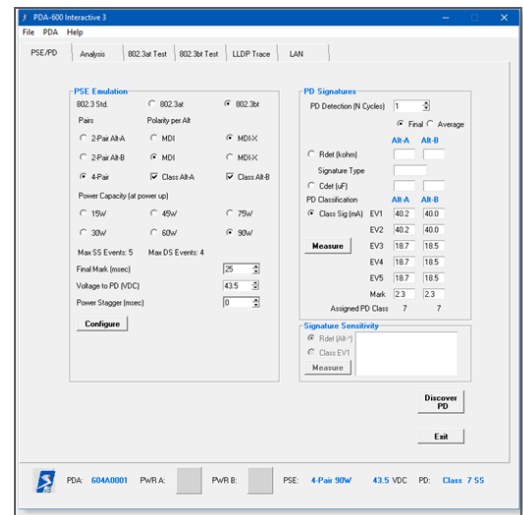 PDA-600 Interactive 3
File PDA Help
PSE/PD Analysis 802.3at Test 802.3bt Test LLDP Trace LAN
PSE Emulation
802.3 Std. 802.3at 802.3bt
Pairs Polarity per Alt
2-Pair Alt-A MDI MDI-X
2-Pair Alt-B MDI MDI-X
4-Pair Class Alt-A Class Alt-B
Power Capacity (at power up)
15W 45W 75W
30W 60W 90W
Max SS Events: 5 Max DS Events: 4
Final Mark (msec) 25
Voltage to PD (VDC) 43.5
Power Stagger (msec) 0
Configure
PD Signatures
PD Detection (N Cycles) 1
Final Average
Alt-A Alt-B
Rdet (kohm)
Signature Type
Cdet (uF)
PD Classification Alt-A Alt-B
Class Sig (mA) EV1 40.2 40.0
EV2 40.2 40.0
Measure EV3 18.7 18.5
EV4 18.7 18.5
EV5 18.7 18.5
Mark 2.3 2.3
Assigned PD Class 7 7
Signature Sensitivity
Rdet (Alt-*)
Class EV1
Measure
Discover
PD
Exit
PDA: 604A0001 PWR A: PWR B: PSE: 4-Pair 90W 43.5 VDC PD: Class 7 SS